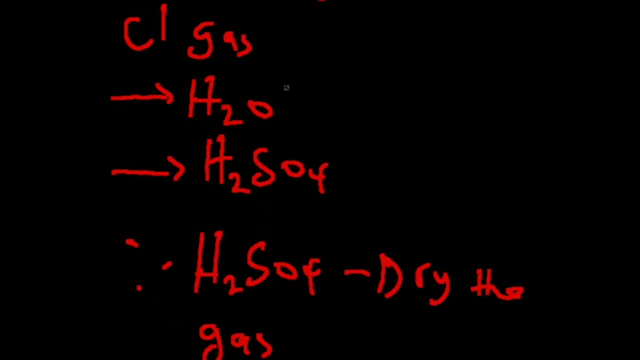 Cl gas
→ H₂O
→ H₂SO₄
∴ H₂SO₄ - Dry the
gas